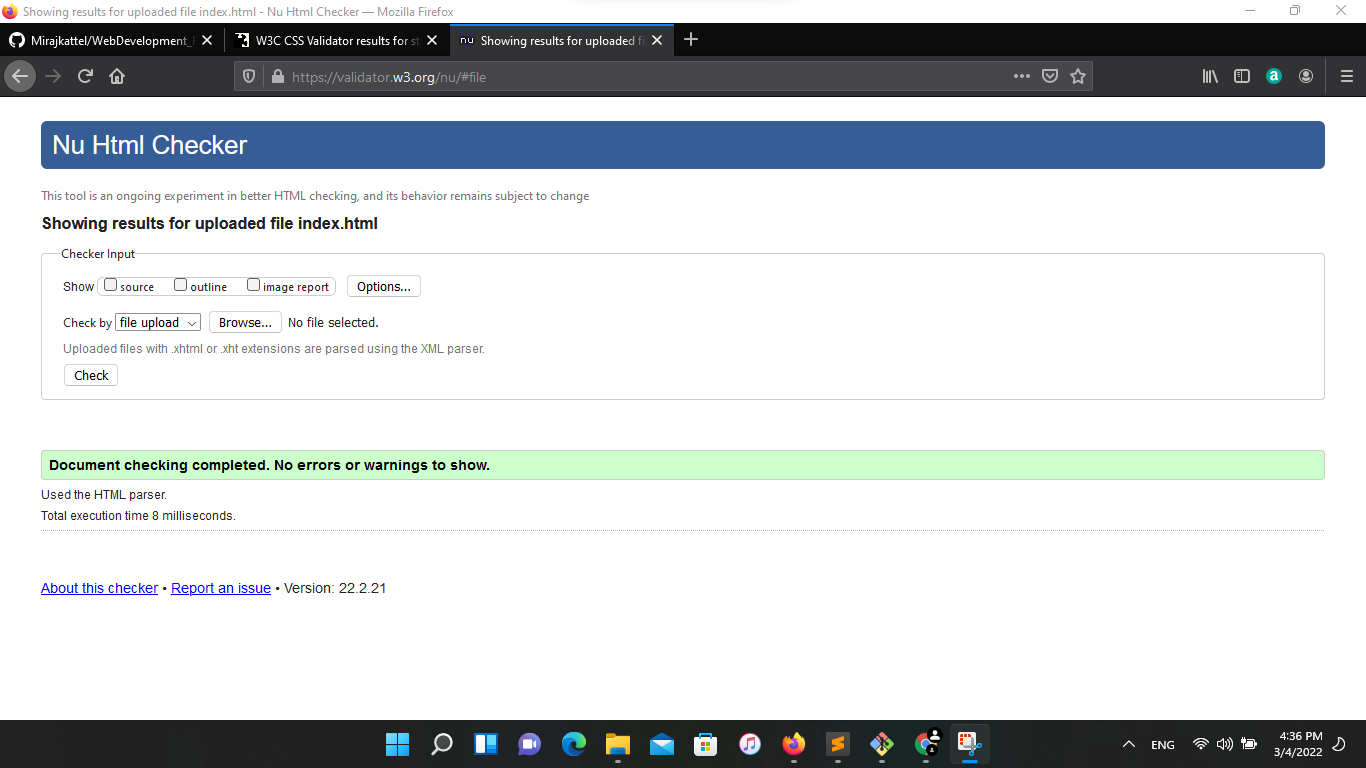 Showing results for uploaded file index.html - Nu Html Checker — Mozilla Firefox
Mirajkattel/WebDevelopment_
W3C CSS Validator results for st
nu Showing results for uploaded fi
https://validator.w3.org/nu/#file
Nu Html Checker
This tool is an ongoing experiment in better HTML checking, and its behavior remains subject to change
Showing results for uploaded file index.html
Checker Input
Show source outline image report Options...
Check by file upload Browse... No file selected.
Uploaded files with .xhtml or .xht extensions are parsed using the XML parser.
Check
Document checking completed. No errors or warnings to show.
Used the HTML parser.
Total execution time 8 milliseconds.
About this checker • Report an issue • Version: 22.2.21
ENG
4:36 PM
3/4/2022